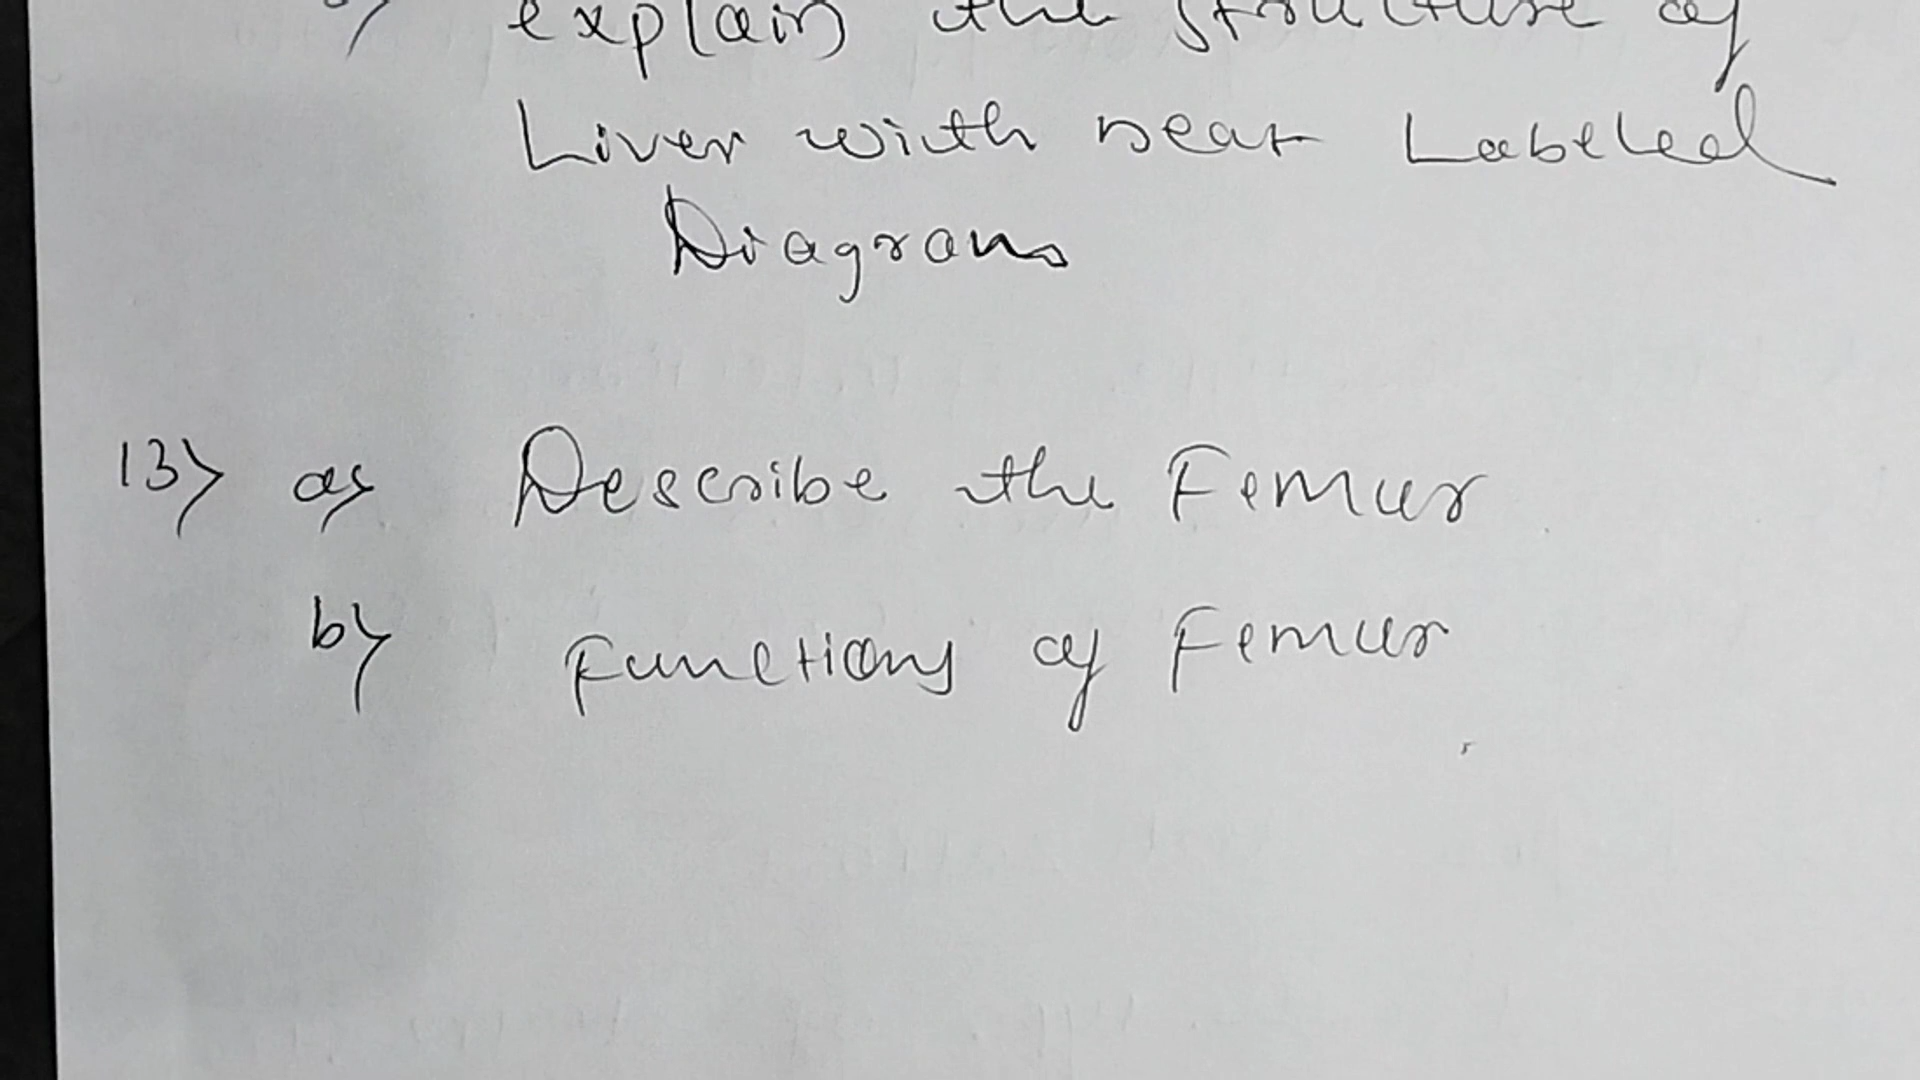 explain the structure of
Liver with neat Labeled
Diagram
13) a) Describe the Femur
b) Functions of Femur